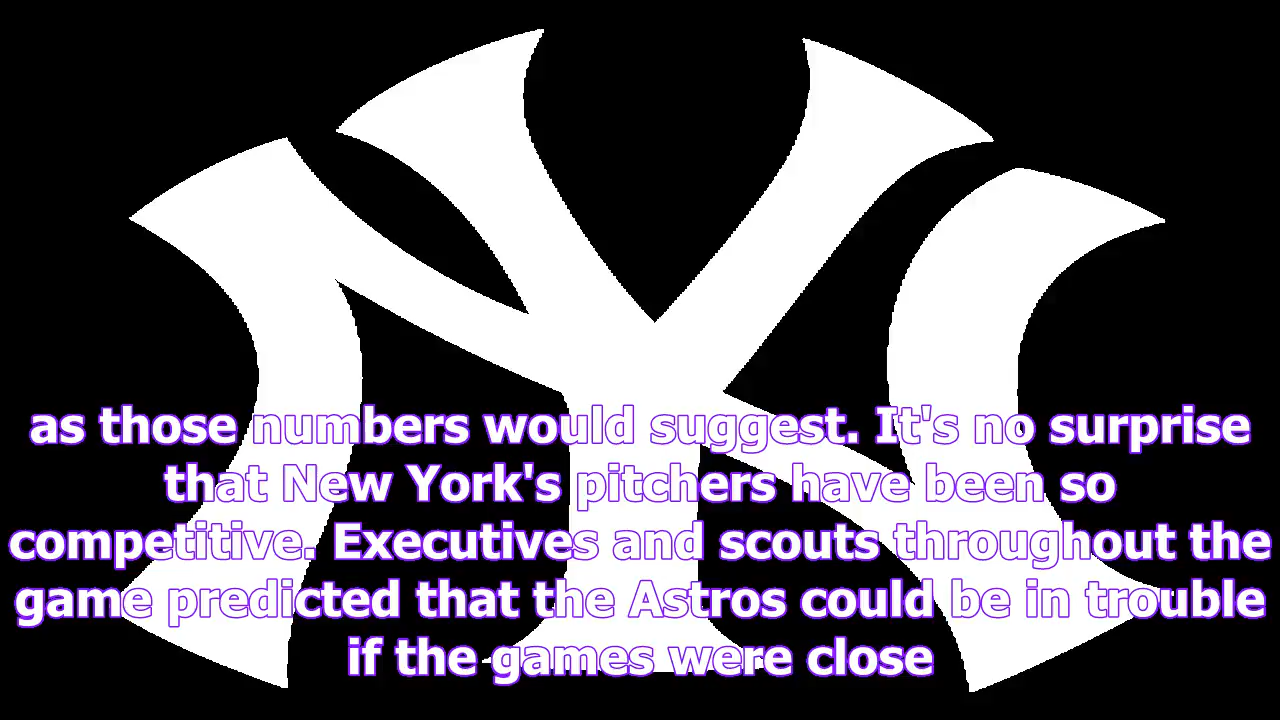 as those numbers would suggest. It's no surprise
that New York's pitchers have been so
competitive. Executives and scouts throughout the
game predicted that the Astros could be in trouble
if the games were close